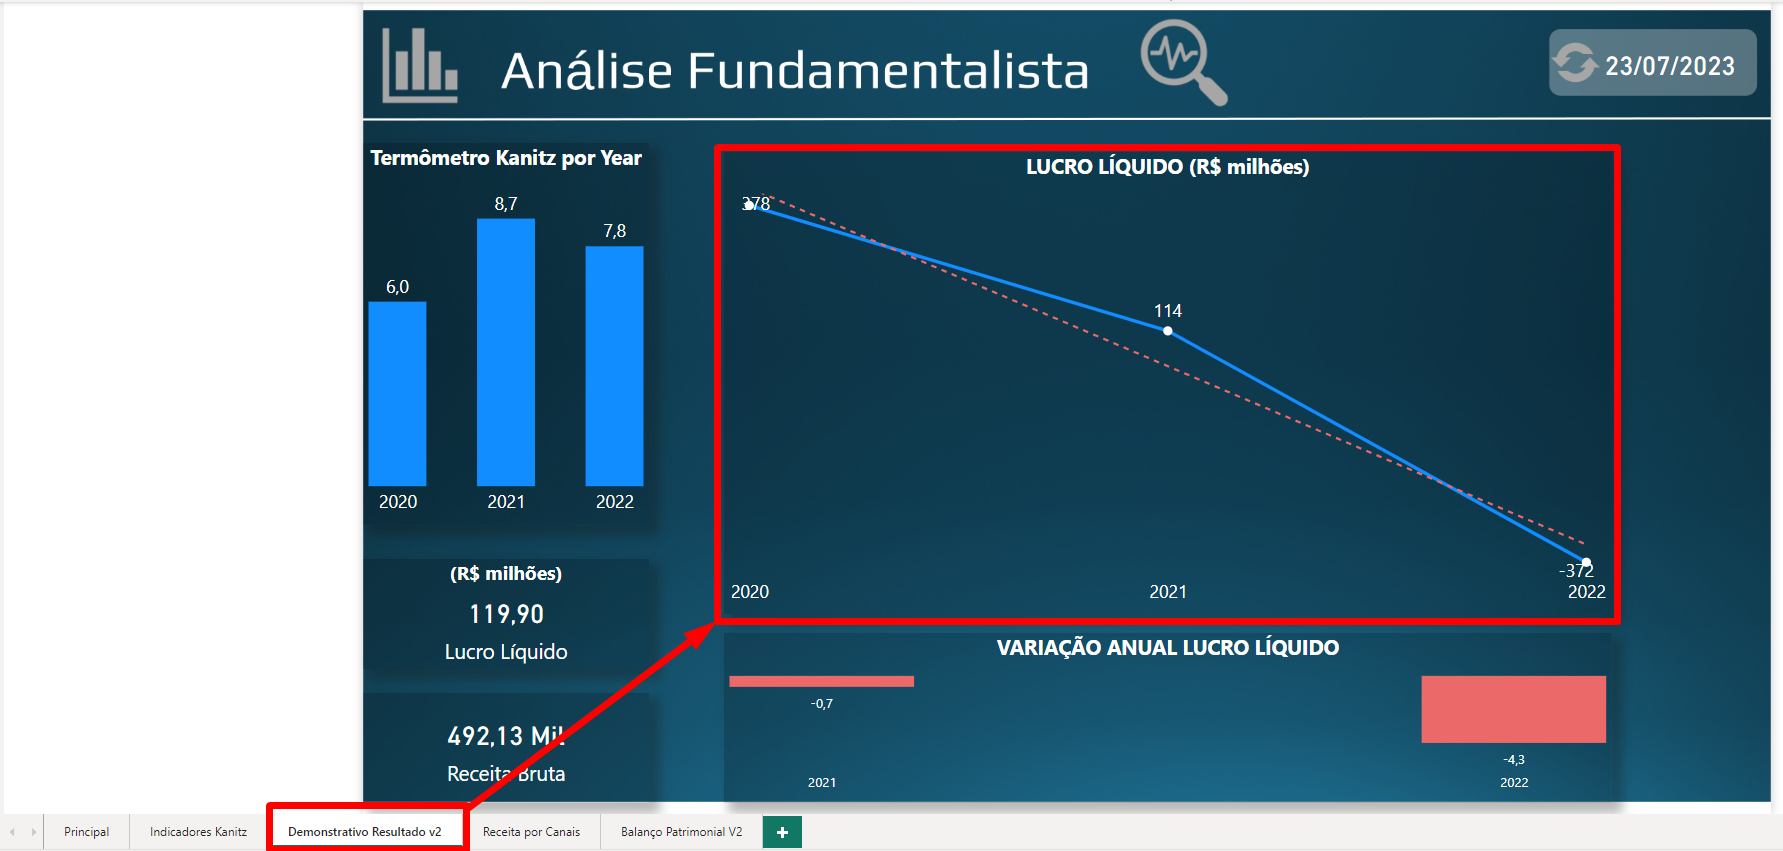 Análise Fundamentalista
23/07/2023
Termômetro Kanitz por Year
8,7
7,8
6,0
2020
2021
2022
(R$ milhões)
119,90
Lucro Líquido
492,13 Mil
Receita Bruta
LUCRO LÍQUIDO (R$ milhões)
378
114
-372
2020
2021
2022
VARIAÇÃO ANUAL LUCRO LÍQUIDO
-0,7
-4,3
2021
2022
Principal
Indicadores Kanitz
Demonstrativo Resultado v2
Receita por Canais
Balanço Patrimonial V2
+